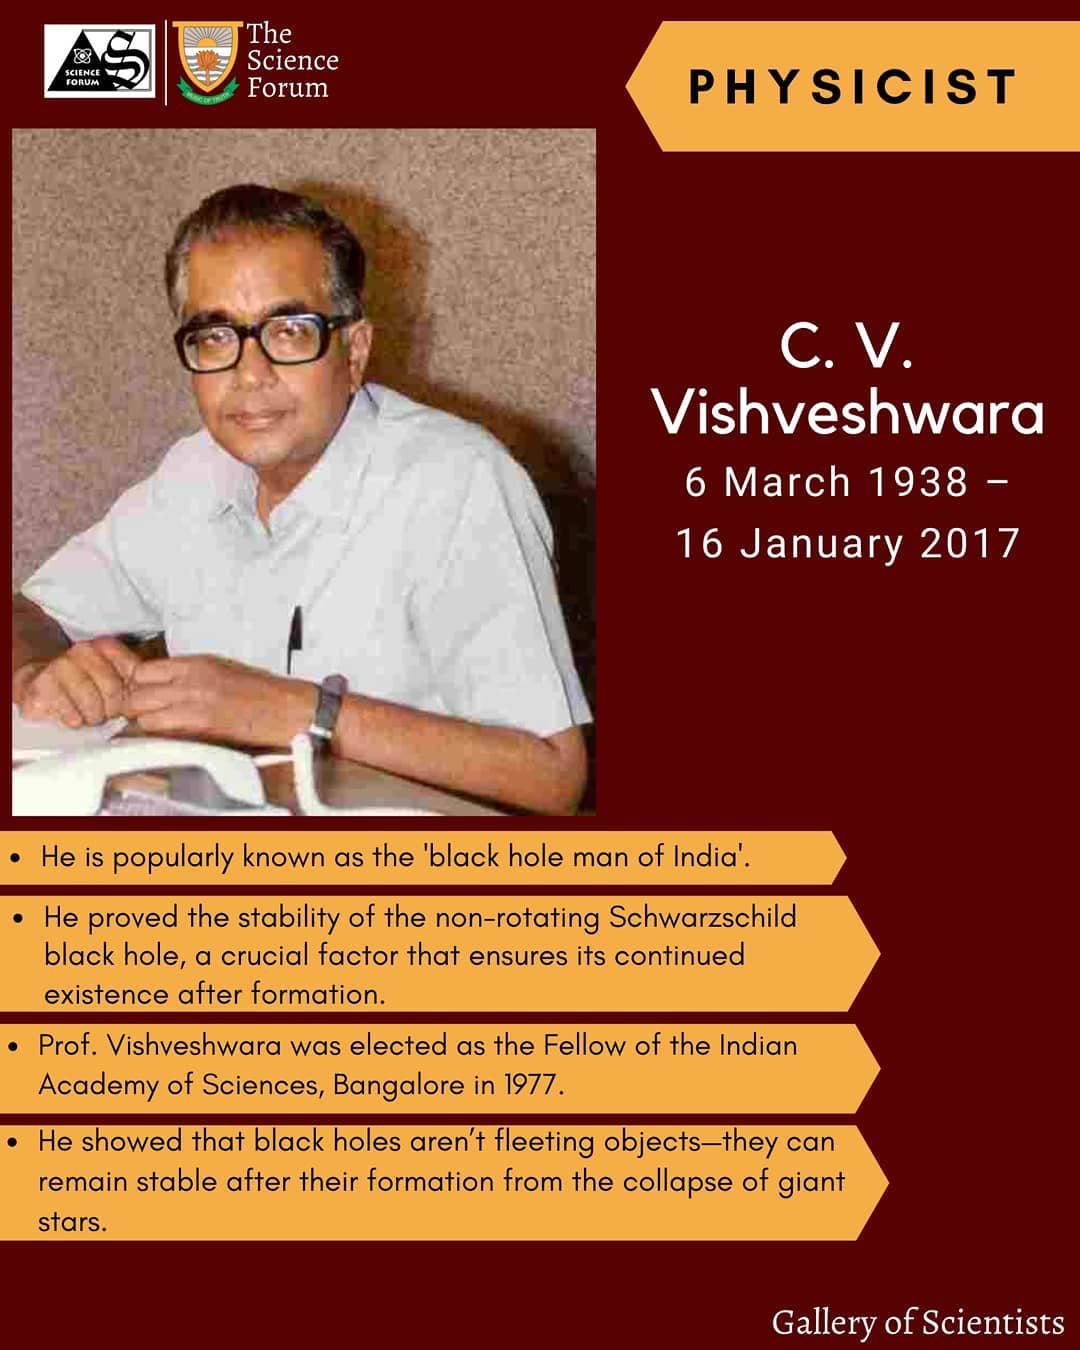 AS
SCIENCE
FORUM
The
Science
Forum
PHYSICIST
C. V.
Vishveshwara
6 March 1938 –
16 January 2017
• He is popularly known as the 'black hole man of India'.
• He proved the stability of the non-rotating Schwarzschild
black hole, a crucial factor that ensures its continued
existence after formation.
• Prof. Vishveshwara was elected as the Fellow of the Indian
Academy of Sciences, Bangalore in 1977.
• He showed that black holes aren’t fleeting objects—they can
remain stable after their formation from the collapse of giant
stars.
Gallery of Scientists